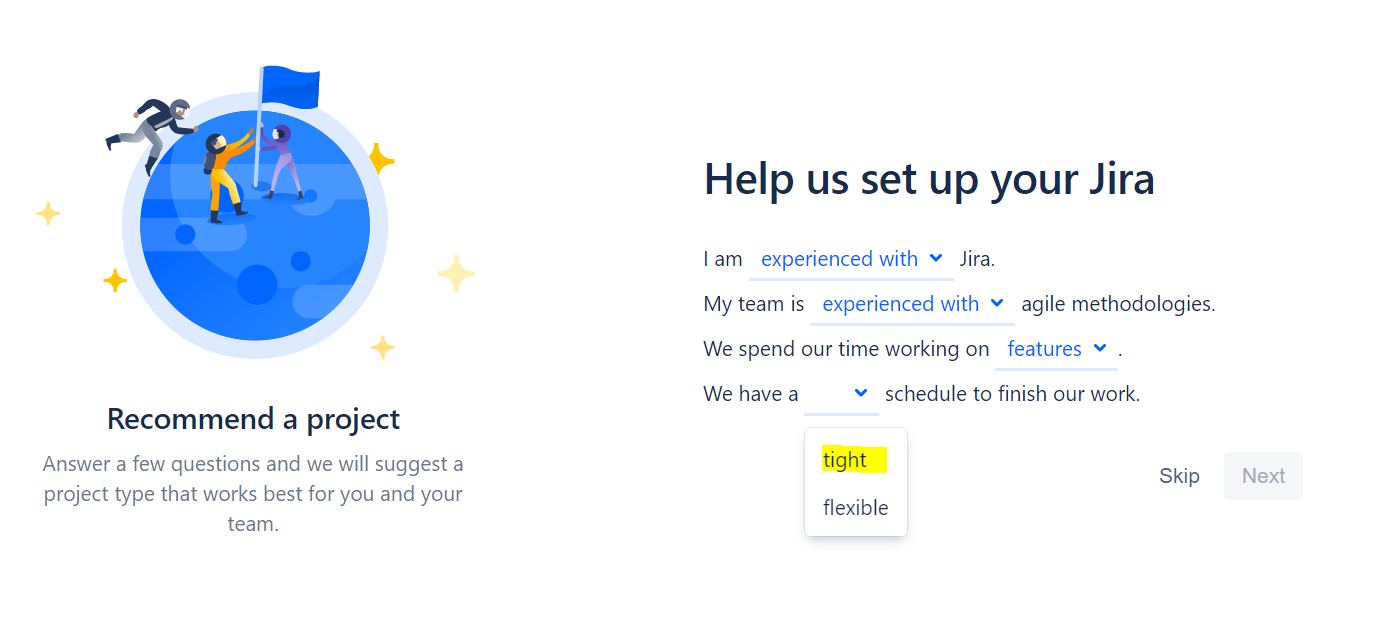 Help us set up your Jira
I am experienced with Jira.
My team is experienced with agile methodologies.
We spend our time working on features .
We have a schedule to finish our work.
tight
flexible
Skip Next
Recommend a project
Answer a few questions and we will suggest a
project type that works best for you and your
team.